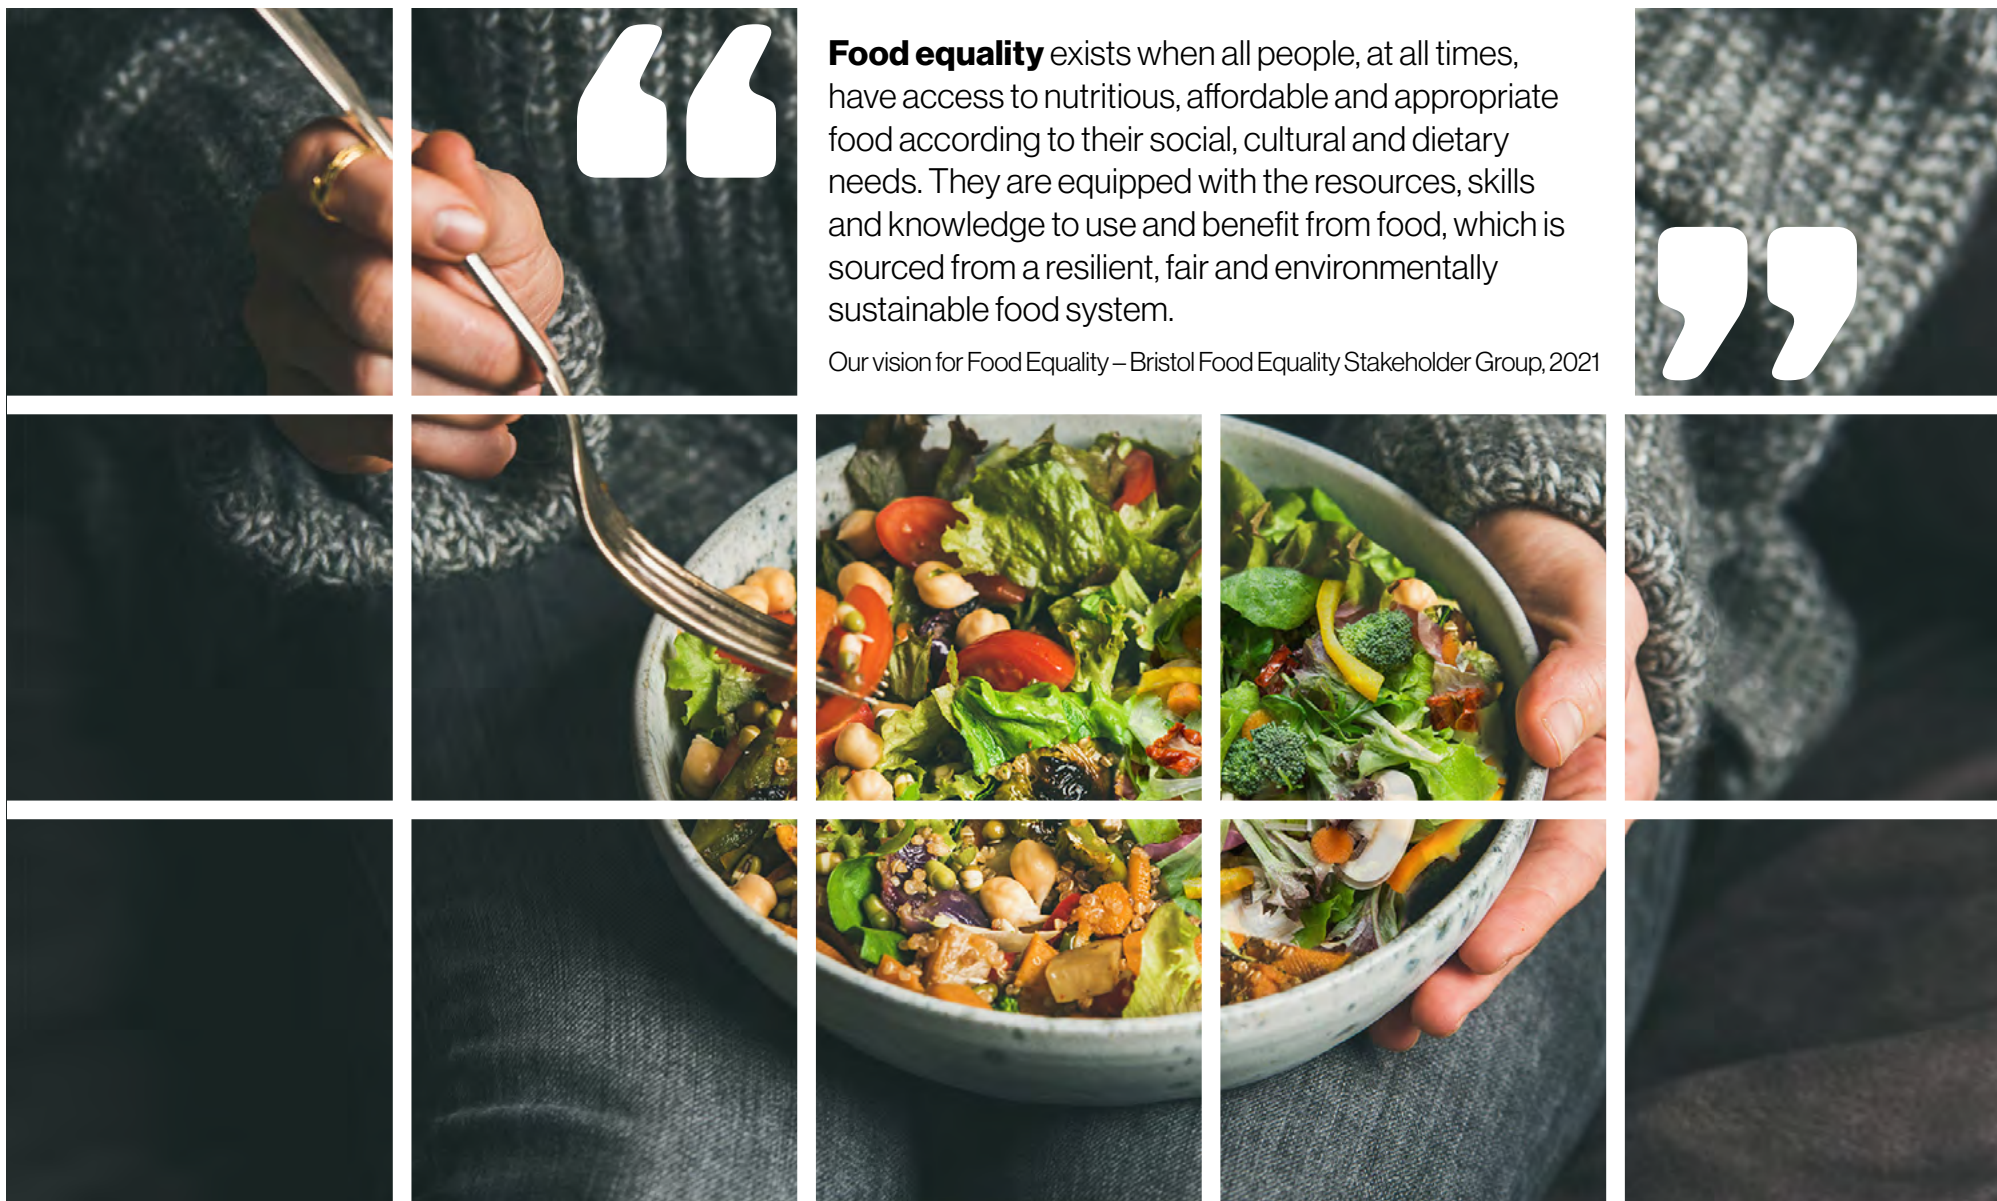 Food equality exists when all people, at all times,
have access to nutritious, affordable and appropriate
food according to their social, cultural and dietary
needs. They are equipped with the resources, skills
and knowledge to use and benefit from food, which is
sourced from a resilient, fair and environmentally
sustainable food system.
Our vision for Food Equality – Bristol Food Equality Stakeholder Group, 2021